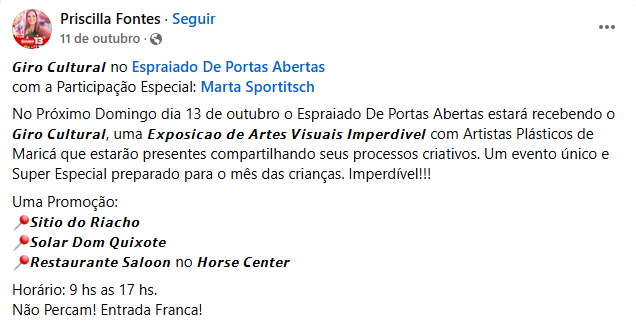 Priscilla Fontes · Seguir
11 de outubro ·
Giro Cultural no Espraiado De Portas Abertas
com a Participação Especial: Marta Sportitsch
No Próximo Domingo dia 13 de outubro o Espraiado De Portas Abertas estará recebendo o
Giro Cultural, uma Exposicao de Artes Visuais Imperdivel com Artistas Plásticos de
Maricá que estarão presentes compartilhando seus processos criativos. Um evento único e
Super Especial preparado para o mês das crianças. Imperdível!!!
Uma Promoção:
📍Sitio do Riacho
📍Solar Dom Quixote
📍Restaurante Saloon no Horse Center
Horário: 9 hs as 17 hs.
Não Percam! Entrada Franca!